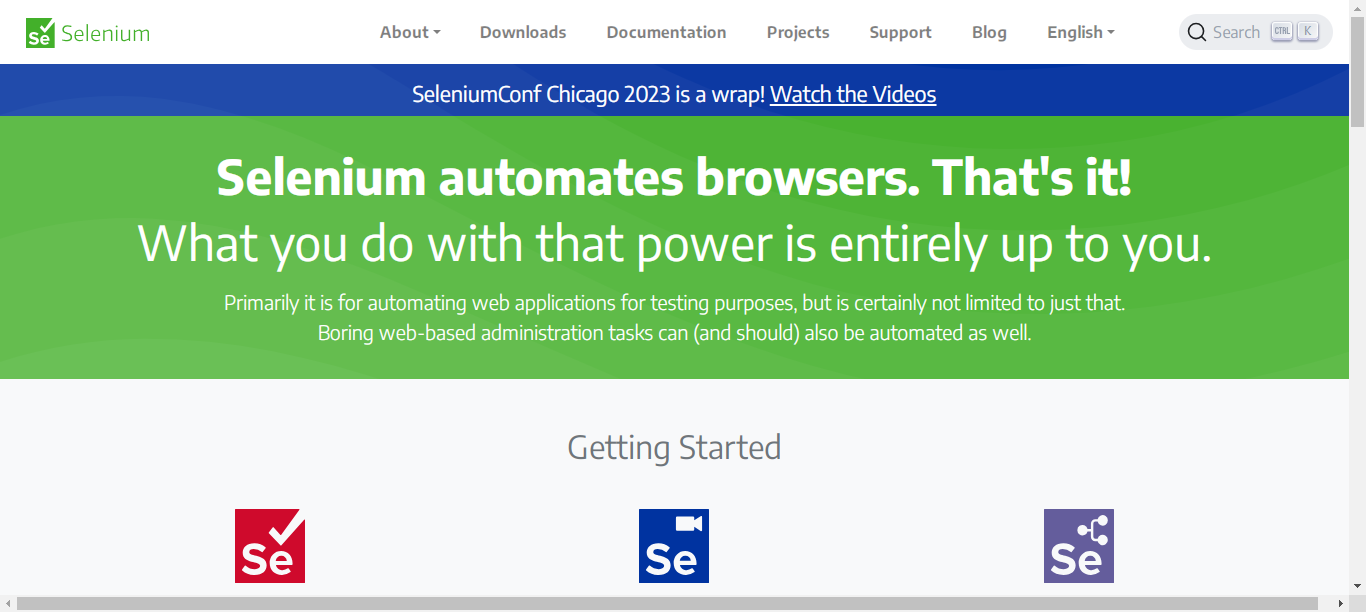 Se Selenium
About
Downloads
Documentation
Projects
Support
Blog
English
Search
CTRL
K
SeleniumConf Chicago 2023 is a wrap! Watch the Videos
Selenium automates browsers. That's it!
What you do with that power is entirely up to you.
Primarily it is for automating web applications for testing purposes, but is certainly not limited to just that.
Boring web-based administration tasks can (and should) also be automated as well.
Getting Started
Se
Se
Se